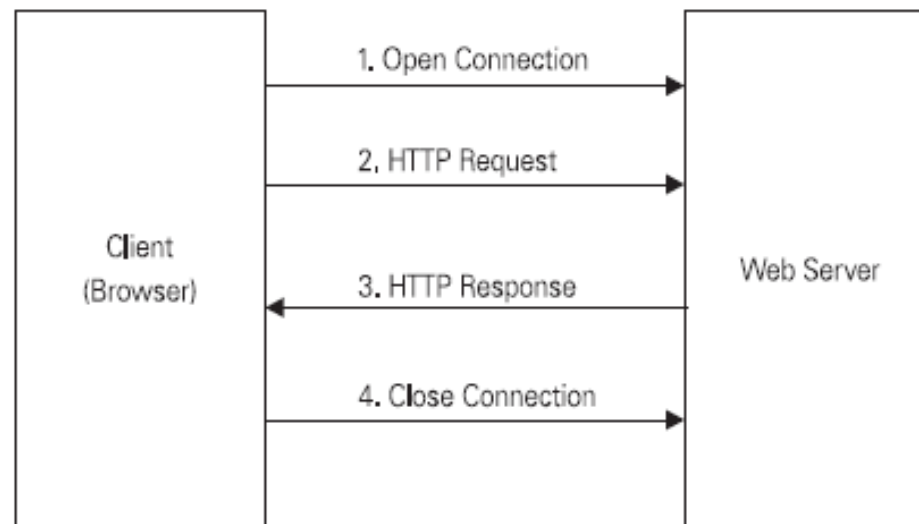 1. Open Connection
2. HTTP Request
Client
(Browser)
3. HTTP Response
Web Server
4. Close Connection